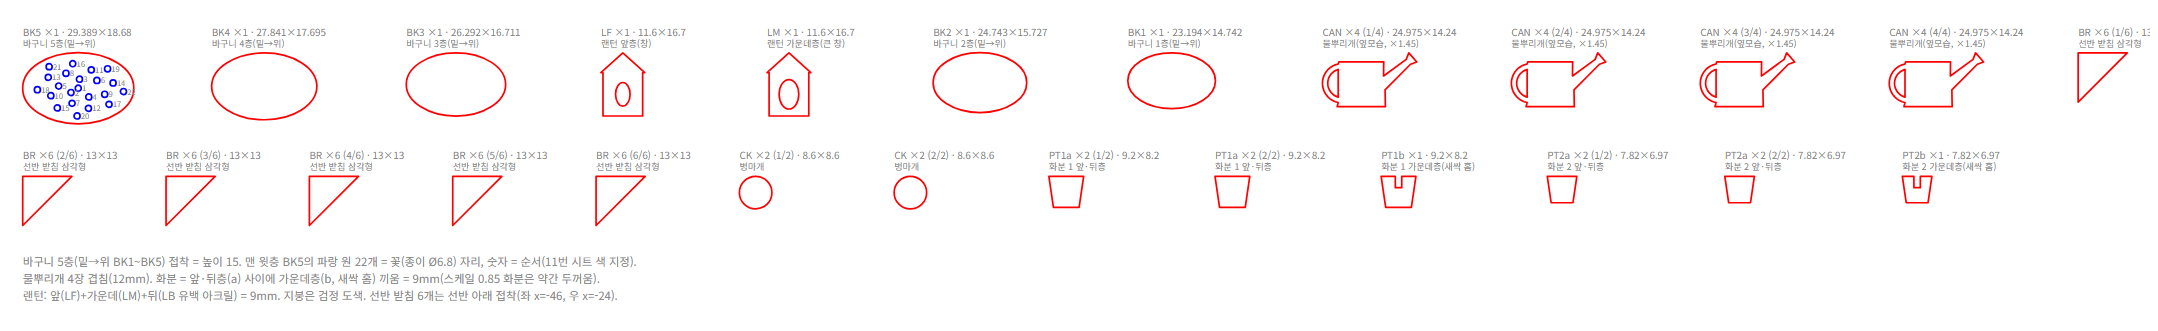 BK5 ×1 · 29.389×18.68
바구니 5층(밑→위)
BK4 ×1 · 27.841×17.695
바구니 4층(밑→위)
BK3 ×1 · 26.292×16.711
바구니 3층(밑→위)
LF ×1 · 11.6×16.7
랜턴 앞층(창)
LM ×1 · 11.6×16.7
랜턴 가운데층(큰 창)
BK2 ×1 · 24.743×15.727
바구니 2층(밑→위)
BK1 ×1 · 23.194×14.742
바구니 1층(밑→위)
CAN ×4 (1/4) · 24.975×14.24
물뿌리개(옆모습, ×1.45)
CAN ×4 (2/4) · 24.975×14.24
물뿌리개(옆모습, ×1.45)
CAN ×4 (3/4) · 24.975×14.24
물뿌리개(옆모습, ×1.45)
CAN ×4 (4/4) · 24.975×14.24
물뿌리개(옆모습, ×1.45)
BR ×6 (1/6) · 13
선반 받침 삼각형
21
16
11
19
13
8
3
6
14
18
5
1
22
10
2
4
9
15
7
12
17
20
BR ×6 (2/6) · 13×13
선반 받침 삼각형
BR ×6 (3/6) · 13×13
선반 받침 삼각형
BR ×6 (4/6) · 13×13
선반 받침 삼각형
BR ×6 (5/6) · 13×13
선반 받침 삼각형
BR ×6 (6/6) · 13×13
선반 받침 삼각형
CK ×2 (1/2) · 8.6×8.6
병마개
CK ×2 (2/2) · 8.6×8.6
병마개
PT1a ×2 (1/2) · 9.2×8.2
화분 1 앞·뒤층
PT1a ×2 (2/2) · 9.2×8.2
화분 1 앞·뒤층
PT1b ×1 · 9.2×8.2
화분 1 가운데층(새싹 홈)
PT2a ×2 (1/2) · 7.82×6.97
화분 2 앞·뒤층
PT2a ×2 (2/2) · 7.82×6.97
화분 2 앞·뒤층
PT2b ×1 · 7.82×6.97
화분 2 가운데층(새싹 홈)
바구니 5층(밑→위 BK1~BK5) 접착 = 높이 15. 맨 윗층 BK5의 파랑 원 22개 = 꽃(종이 Ø6.8) 자리, 숫자 = 순서(11번 시트 색 지정).
물뿌리개 4장 겹침(12mm). 화분 = 앞·뒤층(a) 사이에 가운데층(b, 새싹 홈) 끼움 = 9mm(스케일 0.85 화분은 약간 두꺼움).
랜턴: 앞(LF)+가운데(LM)+뒤(LB 유백 아크릴) = 9mm. 지붕은 검정 도색. 선반 받침 6개는 선반 아래 접착(좌 x=-46, 우 x=-24).